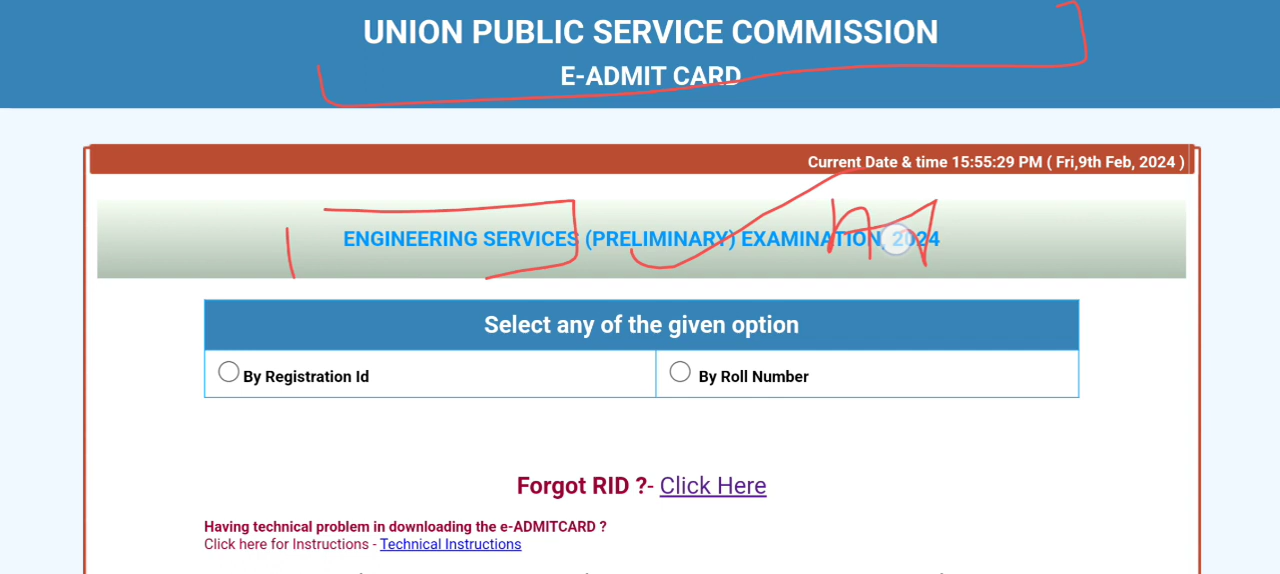 UNION PUBLIC SERVICE COMMISSION
E-ADMIT CARD
Current Date & time 15:55:29 PM ( Fri,9th Feb, 2024 )
ENGINEERING SERVICES (PRELIMINARY) EXAMINATION, 2024
Select any of the given option
By Registration Id
By Roll Number
Forgot RID ?- Click Here
Having technical problem in downloading the e-ADMITCARD ?
Click here for Instructions - Technical Instructions